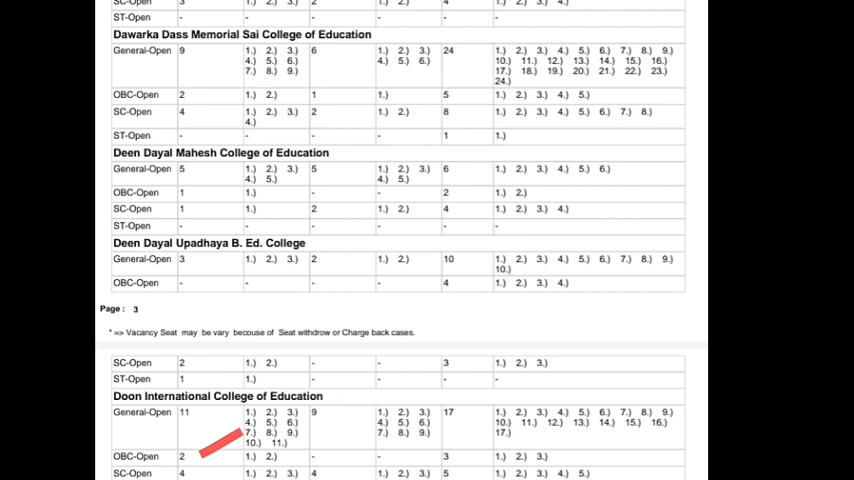 SC-Open 3 1.) 2.) 3.) 2 1.) 2.) 4 1.) 2.) 3.) 4.)
ST-Open - - - - - -
Dawarka Dass Memorial Sai College of Education
General-Open 9 1.) 2.) 3.) 6 1.) 2.) 3.) 24 1.) 2.) 3.) 4.) 5.) 6.) 7.) 8.) 9.)
4.) 5.) 6.) 4.) 5.) 6.) 10.) 11.) 12.) 13.) 14.) 15.) 16.)
7.) 8.) 9.) 17.) 18.) 19.) 20.) 21.) 22.) 23.)
24.)
OBC-Open 2 1.) 2.) 1 1.) 5 1.) 2.) 3.) 4.) 5.)
SC-Open 4 1.) 2.) 3.) 2 1.) 2.) 8 1.) 2.) 3.) 4.) 5.) 6.) 7.) 8.)
4.)
ST-Open - - - - 1 1.)
Deen Dayal Mahesh College of Education
General-Open 5 1.) 2.) 3.) 5 1.) 2.) 3.) 6 1.) 2.) 3.) 4.) 5.) 6.)
4.) 5.) 4.) 5.)
OBC-Open 1 1.) - - 2 1.) 2.)
SC-Open 1 1.) 2 1.) 2.) 4 1.) 2.) 3.) 4.)
ST-Open - - - - - -
Deen Dayal Upadhaya B. Ed. College
General-Open 3 1.) 2.) 3.) 2 1.) 2.) 10 1.) 2.) 3.) 4.) 5.) 6.) 7.) 8.) 9.)
10.)
OBC-Open - - - - 4 1.) 2.) 3.) 4.)
Page : 3
* => Vacancy Seat may be vary becouse of Seat withdrow or Charge back cases.
SC-Open 2 1.) 2.) - - 3 1.) 2.) 3.)
ST-Open 1 1.) - - - -
Doon International College of Education
General-Open 11 1.) 2.) 3.) 9 1.) 2.) 3.) 17 1.) 2.) 3.) 4.) 5.) 6.) 7.) 8.) 9.)
4.) 5.) 6.) 4.) 5.) 6.) 10.) 11.) 12.) 13.) 14.) 15.) 16.)
7.) 8.) 9.) 7.) 8.) 9.) 17.)
10.) 11.)
OBC-Open 2 1.) 2.) - - 3 1.) 2.) 3.)
SC-Open 4 1.) 2.) 3.) 4 1.) 2.) 3.) 5 1.) 2.) 3.) 4.) 5.)